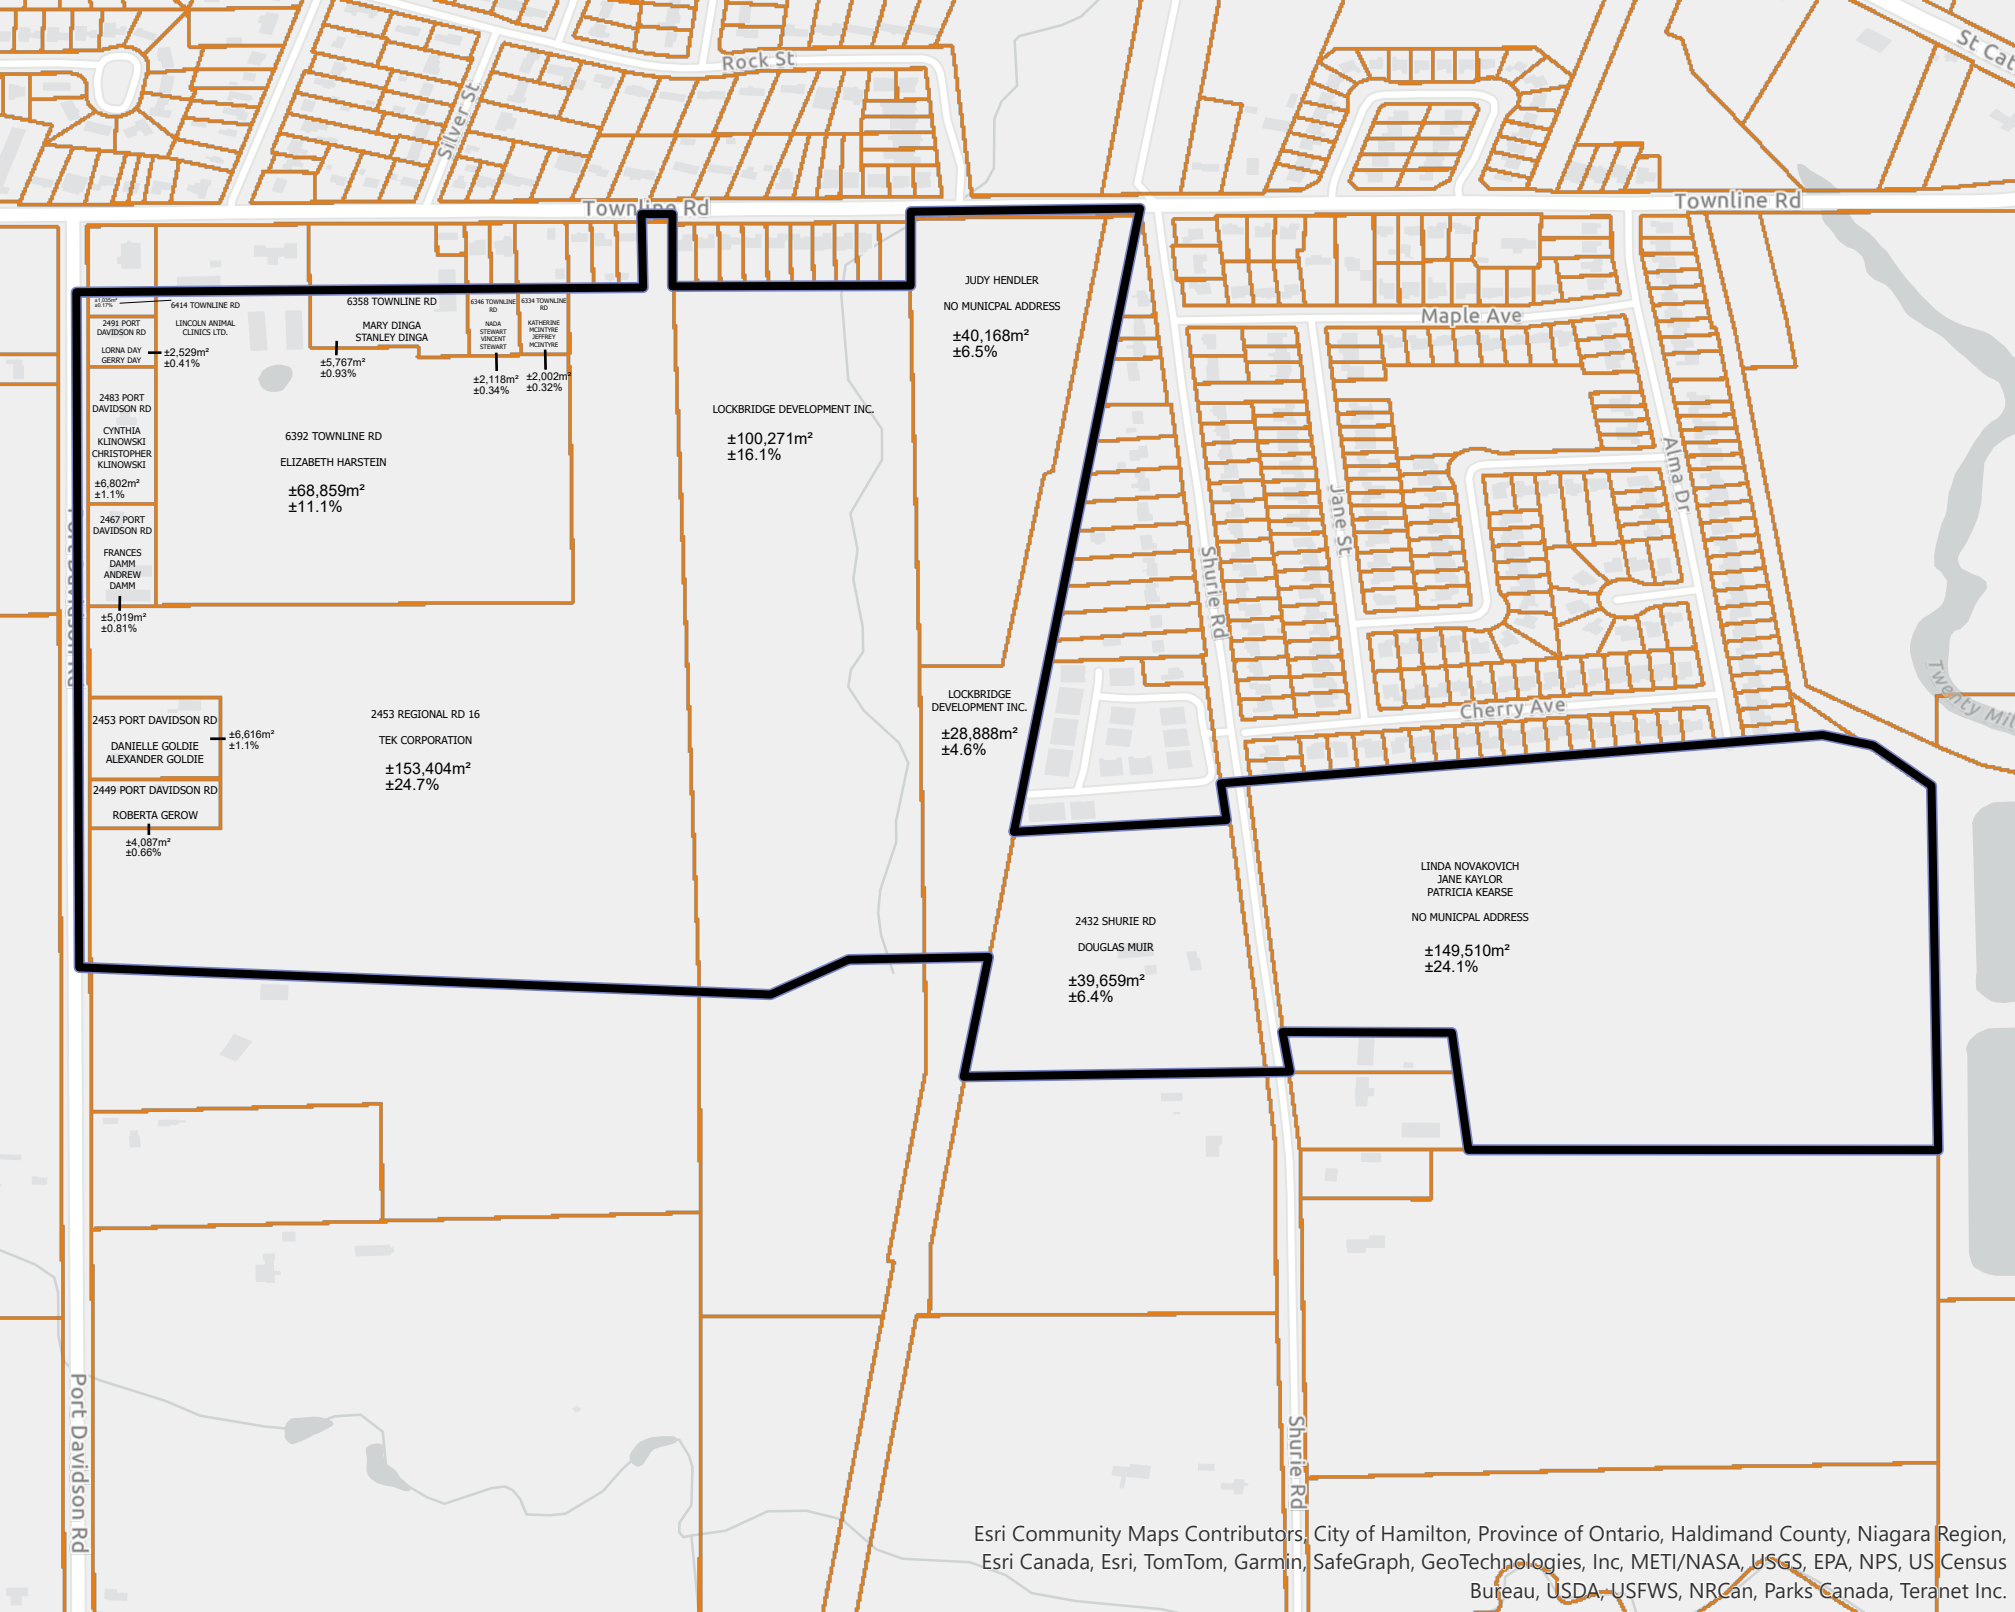 St Cat
Rock St
Silver St
Townline Rd
Townline Rd
JUDY HENDLER
NO MUNICPAL ADDRESS
±40,168m²
±6.5%
±1,035m²
±0.17%
6414 TOWNLINE RD
LINCOLN ANIMAL
CLINICS LTD.
2491 PORT
DAVIDSON RD
LORNA DAY
GERRY DAY
±2,529m²
±0.41%
6358 TOWNLINE RD
MARY DINGA
STANLEY DINGA
±5,767m²
±0.93%
6346 TOWNLINE
RD
NADA
STEWART
VINCENT
STEWART
±2,118m²
±0.34%
6334 TOWNLINE
RD
KATHERINE
MCINTYRE
JEFFREY
MCINTYRE
±2,002m²
±0.32%
Maple Ave
2483 PORT
DAVIDSON RD
CYNTHIA
KLINOWSKI
CHRISTOPHER
KLINOWSKI
±6,802m²
±1.1%
6392 TOWNLINE RD
ELIZABETH HARSTEIN
±68,859m²
±11.1%
LOCKBRIDGE DEVELOPMENT INC.
±100,271m²
±16.1%
2467 PORT
DAVIDSON RD
FRANCES
DAMM
ANDREW
DAMM
±5,019m²
±0.81%
Port Davidson Rd
Shurie Rd
Jane St
Alma Dr
Twenty Mil
Cherry Ave
2453 PORT DAVIDSON RD
DANIELLE GOLDIE
ALEXANDER GOLDIE
±6,616m²
±1.1%
2449 PORT DAVIDSON RD
ROBERTA GEROW
±4,087m²
±0.66%
2453 REGIONAL RD 16
TEK CORPORATION
±153,404m²
±24.7%
LOCKBRIDGE
DEVELOPMENT INC.
±28,888m²
±4.6%
2432 SHURIE RD
DOUGLAS MUIR
±39,659m²
±6.4%
LINDA NOVAKOVICH
JANE KAYLOR
PATRICIA KEARSE
NO MUNICPAL ADDRESS
±149,510m²
±24.1%
Port Davidson Rd
Shurie Rd
Esri Community Maps Contributors, City of Hamilton, Province of Ontario, Haldimand County, Niagara Region,
Esri Canada, Esri, TomTom, Garmin, SafeGraph, GeoTechnologies, Inc, METI/NASA, USGS, EPA, NPS, US Census
Bureau, USDA, USFWS, NRCan, Parks Canada, Teranet Inc.